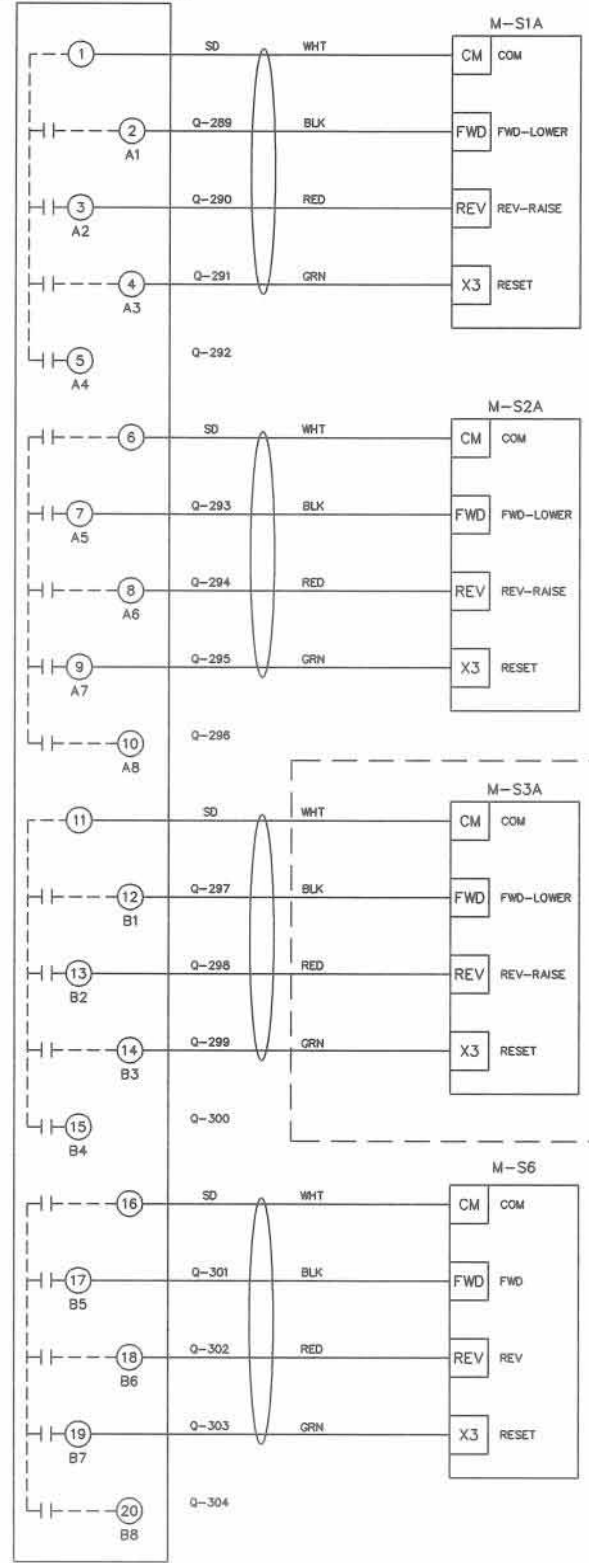 M-S1A
1 SD WHT CM COM
2 Q-289 BLK FWD FWD-LOWER
A1
3 Q-290 RED REV REV-RAISE
A2
4 Q-291 GRN X3 RESET
A3
5 Q-292
A4
M-S2A
6 SD WHT CM COM
7 Q-293 BLK FWD FWD-LOWER
A5
8 Q-294 RED REV REV-RAISE
A6
9 Q-295 GRN X3 RESET
A7
10 Q-296
A8
M-S3A
11 SD WHT CM COM
12 Q-297 BLK FWD FWD-LOWER
B1
13 Q-298 RED REV REV-RAISE
B2
14 Q-299 GRN X3 RESET
B3
15 Q-300
B4
M-S6
16 SD WHT CM COM
17 Q-301 BLK FWD FWD
B5
18 Q-302 RED REV REV
B6
19 Q-303 GRN X3 RESET
B7
20 Q-304
B8